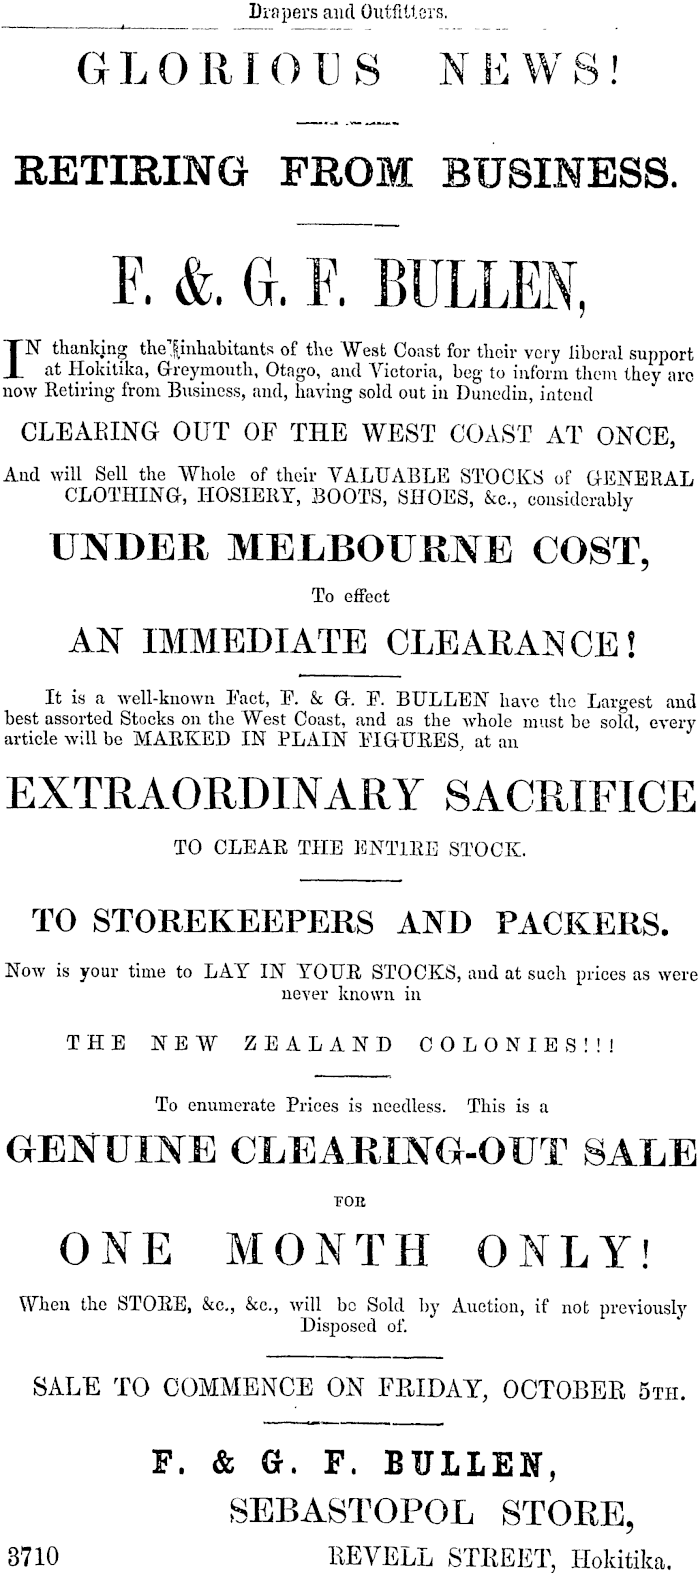 Drapers and Outfitters.
GLORIOUS NEWS!
RETIRING FROM BUSINESS.
F. &. G. F. BULLEN,
IN thanking the inhabitants of the West Coast for their very liberal support
at Hokitika, Greymouth, Otago, and Victoria, beg to inform them they are
now Retiring from Business, and, having sold out in Dunedin, intend
CLEARING OUT OF THE WEST COAST AT ONCE,
And will Sell the Whole of their VALUABLE STOCKS of GENERAL
CLOTHING, HOSIERY, BOOTS, SHOES, &c., considerably
UNDER MELBOURNE COST,
To effect
AN IMMEDIATE CLEARANCE!
It is a well-known Fact, F. & G. F. BULLEN have the Largest and
best assorted Stocks on the West Coast, and as the whole must be sold, every
article will be MARKED IN PLAIN FIGURES, at an
EXTRAORDINARY SACRIFICE
TO CLEAR THE ENTIRE STOCK.
TO STOREKEEPERS AND PACKERS.
Now is your time to LAY IN YOUR STOCKS, and at such prices as were
never known in
THE NEW ZEALAND COLONIES!!!
To enumerate Prices is needless. This is a
GENUINE CLEARING-OUT SALE
FOR
ONE MONTH ONLY!
When the STORE, &c., &c., will be Sold by Auction, if not previously
Disposed of.
SALE TO COMMENCE ON FRIDAY, OCTOBER 5TH.
F. & G. F. BULLEN,
SEBASTOPOL STORE,
3710 REVELL STREET, Hokitika.